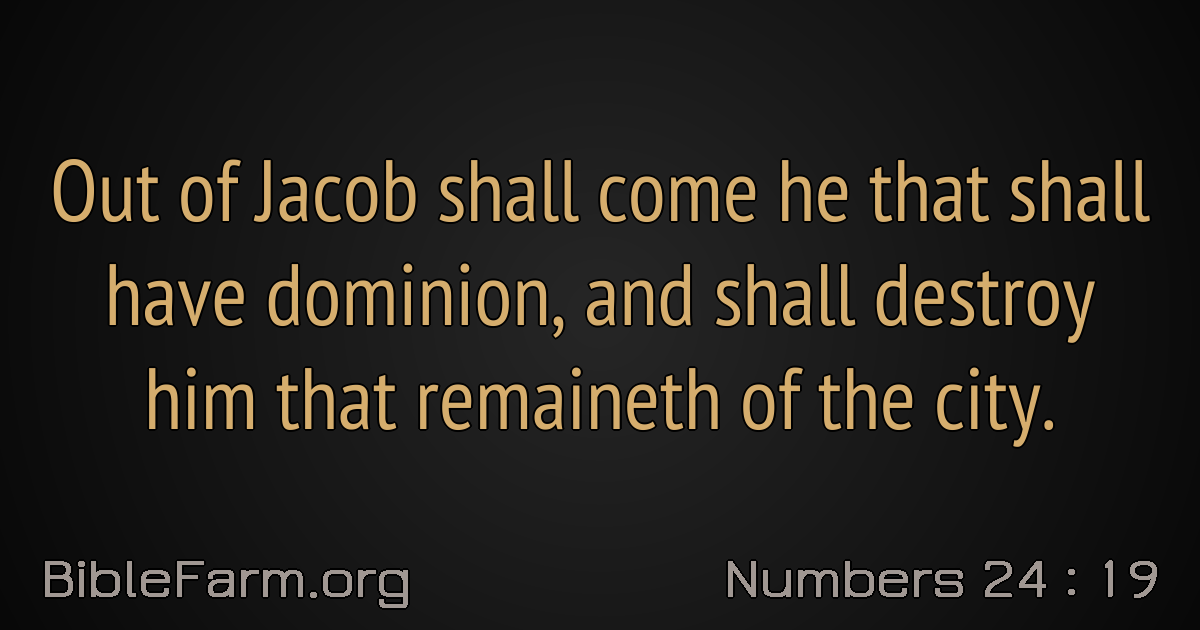 Out of Jacob shall come he that shall
have dominion, and shall destroy
him that remaineth of the city.
BibleFarm.org
Numbers 24 : 19